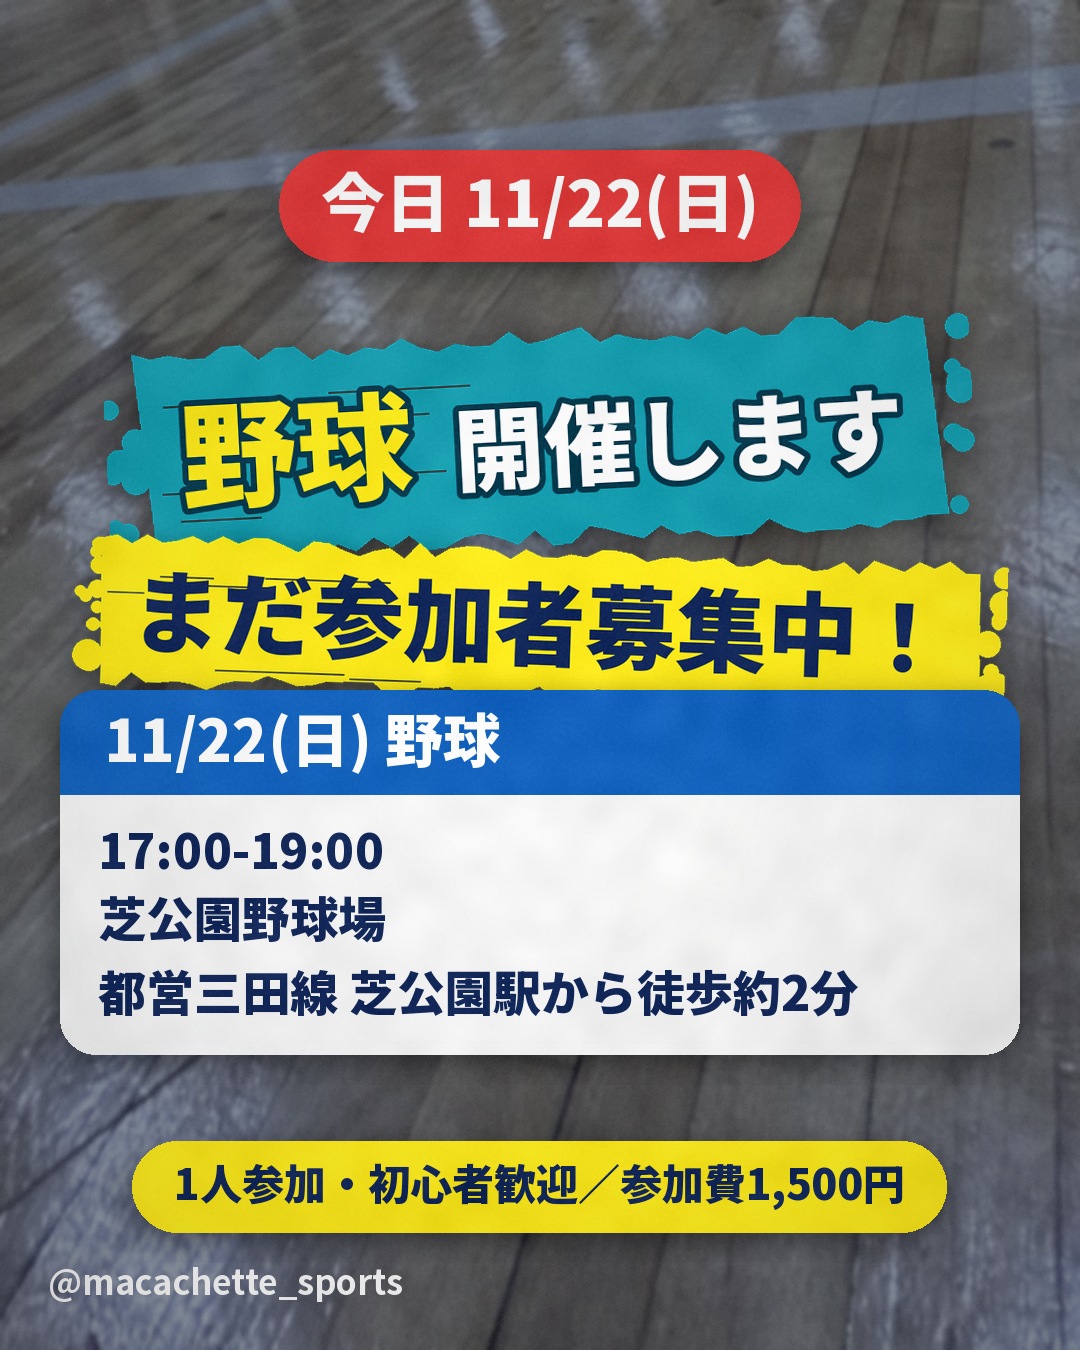 今日 11/22(日)
野球 開催します
まだ参加者募集中！
11/22(日) 野球
17:00-19:00
芝公園野球場
都営三田線 芝公園駅から徒歩約2分
1人参加・初心者歓迎／参加費1,500円
@macachette_sports